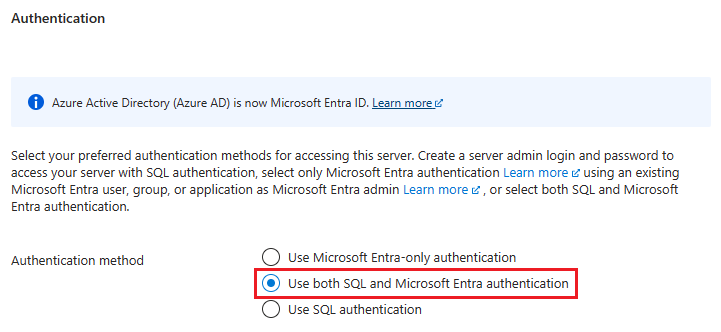 Authentication
Azure Active Directory (Azure AD) is now Microsoft Entra ID. Learn more
Select your preferred authentication methods for accessing this server. Create a server admin login and password to
access your server with SQL authentication, select only Microsoft Entra authentication Learn more using an existing
Microsoft Entra user, group, or application as Microsoft Entra admin Learn more , or select both SQL and Microsoft
Entra authentication.
Authentication method
Use Microsoft Entra-only authentication
Use both SQL and Microsoft Entra authentication
Use SQL authentication